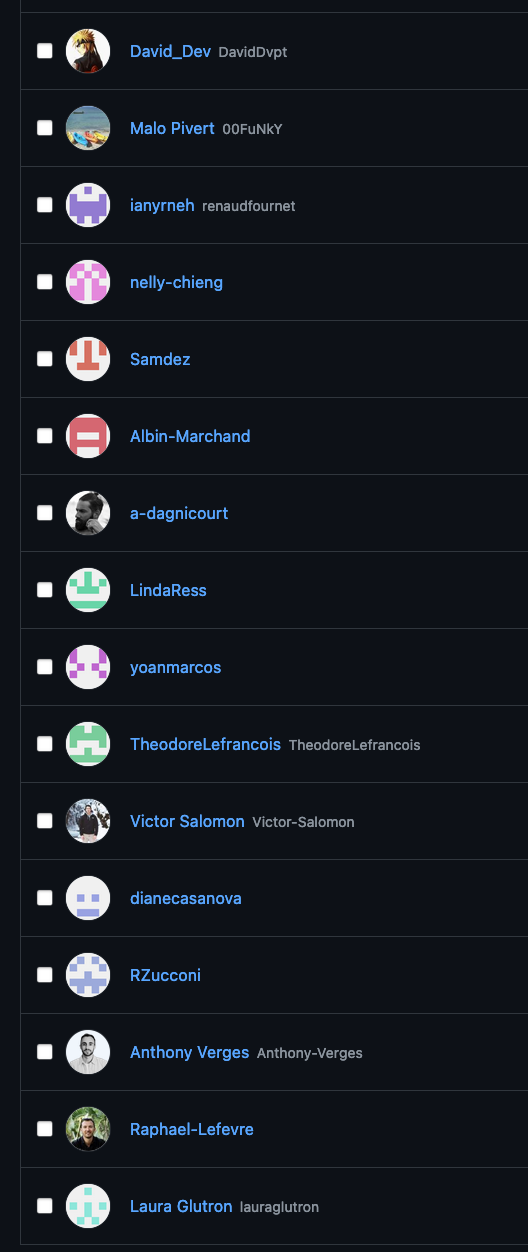 David_Dev DavidDvpt
Malo Pivert 00FuNkY
ianyrneh renaudfournet
nelly-chieng
Samdez
Albin-Marchand
a-dagnicourt
LindaRess
yoanmarcos
TheodoreLefrancois TheodoreLefrancois
Victor Salomon Victor-Salomon
dianecasanova
RZucconi
Anthony Verges Anthony-Verges
Raphael-Lefevre
Laura Glutron lauraglutron